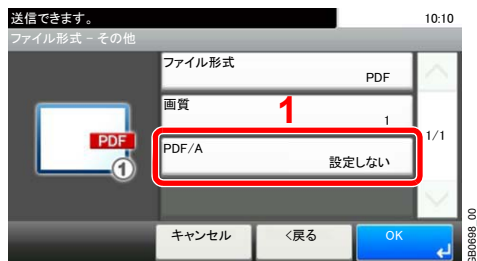 送信できます。
10:10
ファイル形式 - その他
ファイル形式
PDF
画質
1
1
PDF/A
設定しない
1/1
PDF
1
キャンセル
<戻る
OK
GB0698_00